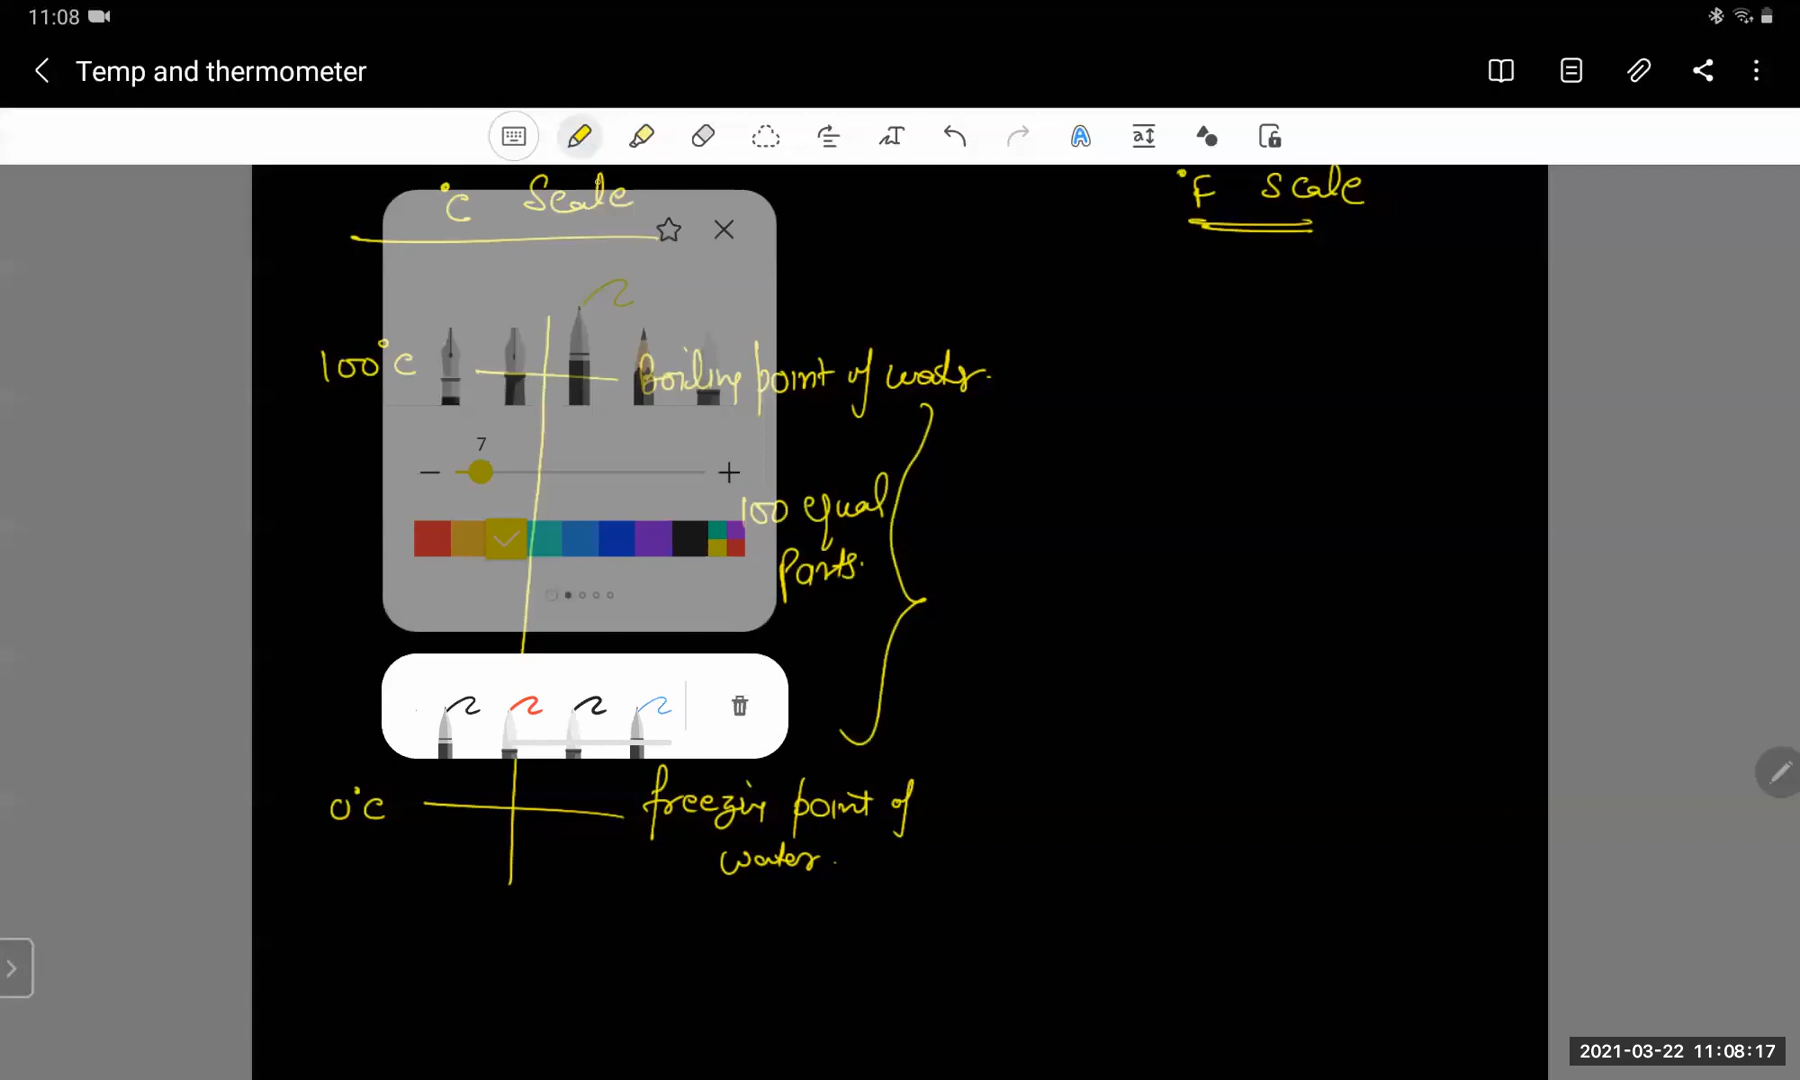 11:08
Temp and thermometer
°C Scale
°F Scale
100°C
boiling point of water.
7
100 equal
parts.
0°C
freezin point of
water.
2021-03-22 11:08:17